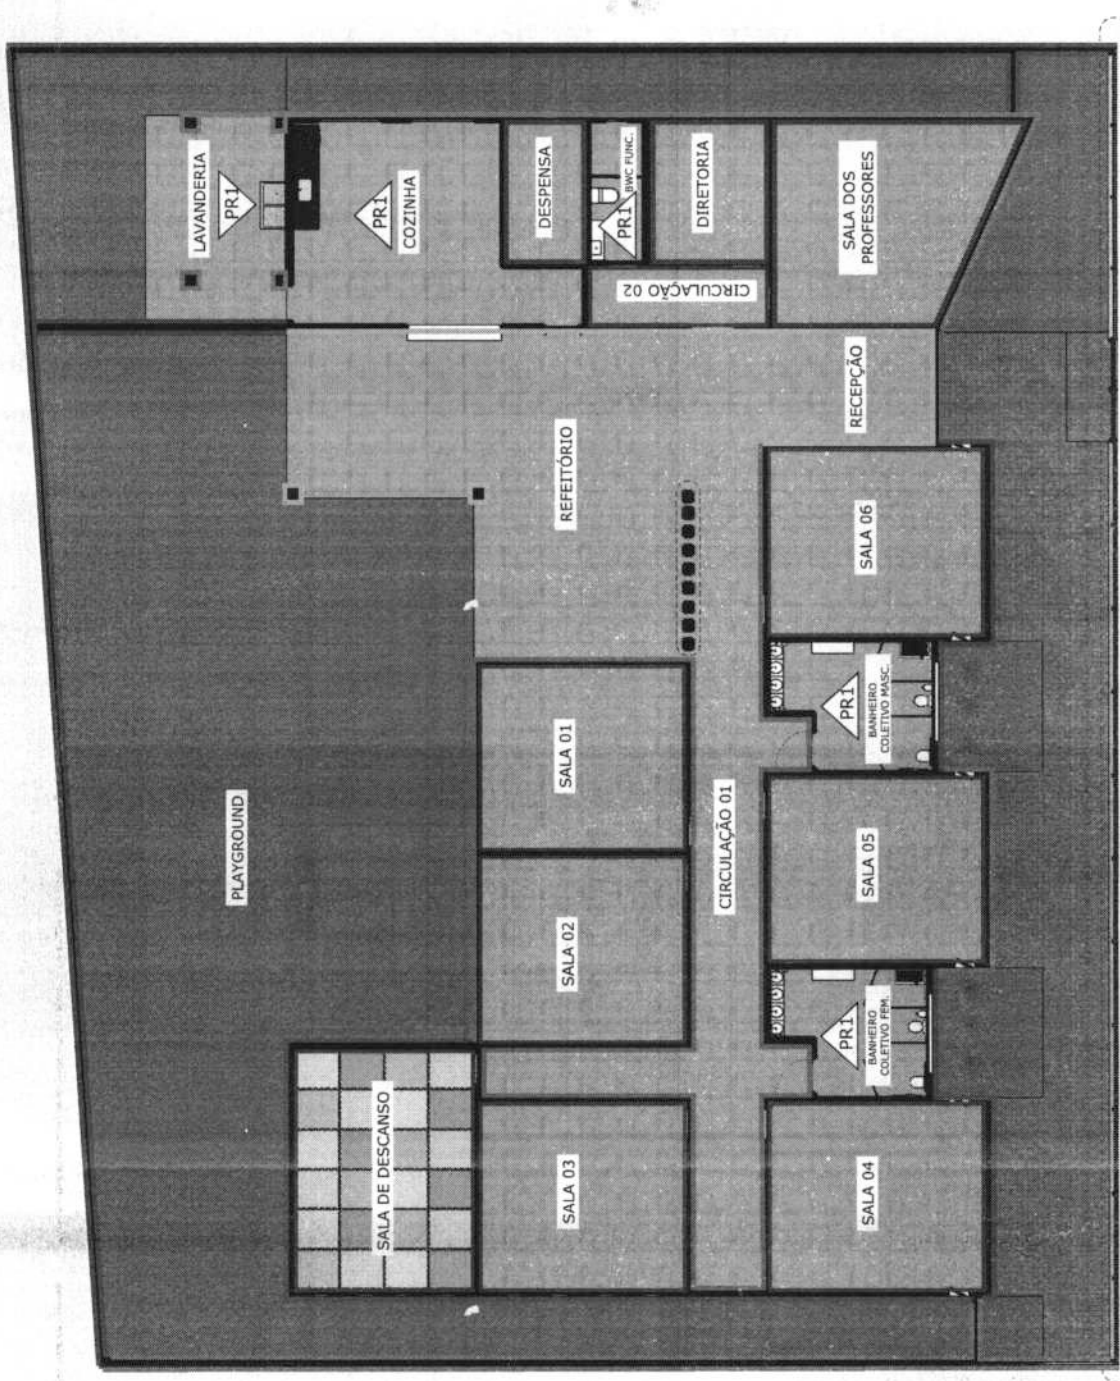 PLAYGROUND
LAVANDERIA
PR1
SALA DE DESCANSO
PR1
COZINHA
SALA 03
SALA 02
SALA 01
REFEITÓRIO
DESPENSA
PR1
BWC FUNC.
CIRCULAÇÃO 02
DIRETORIA
CIRCULAÇÃO 01
SALA 04
PR1
BANHEIRO
COLETIVO FEM.
SALA 05
PR1
BANHEIRO
COLETIVO MASC.
SALA 06
RECEPÇÃO
SALA DOS
PROFESSORES